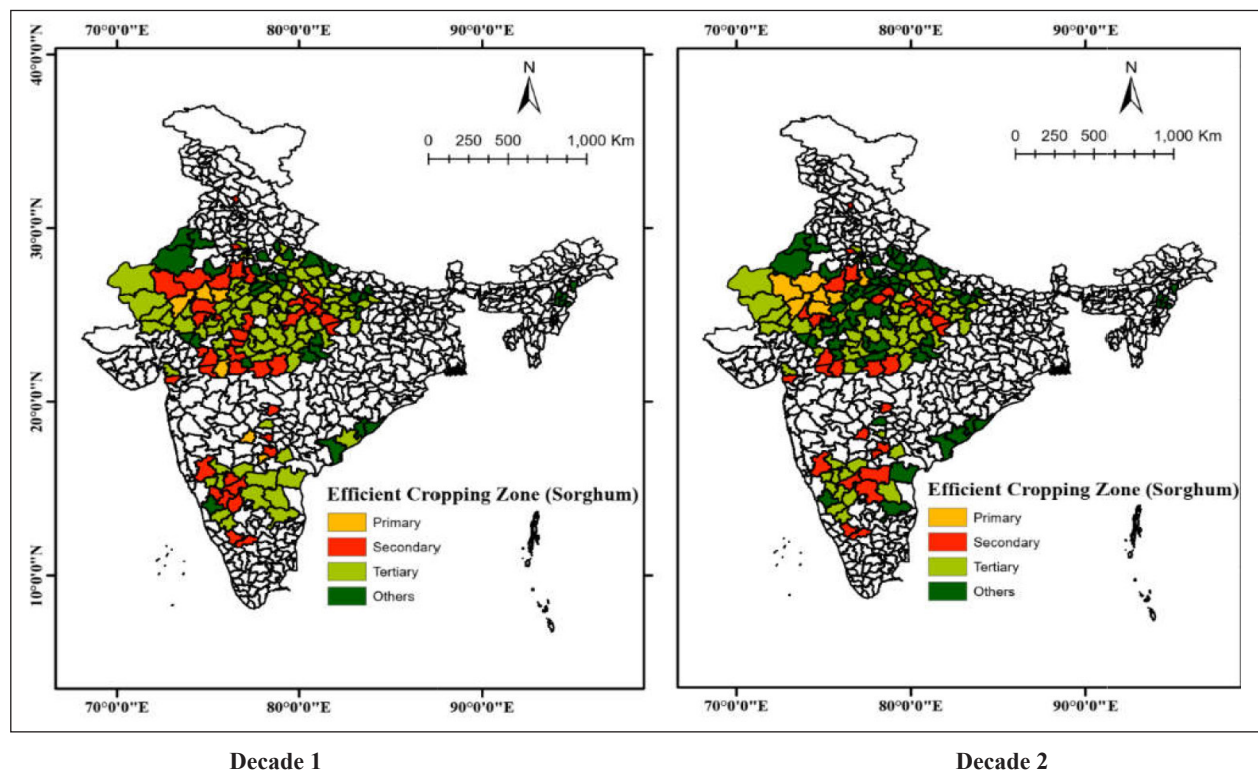 70°0'0"E 80°0'0"E 90°0'0"E
40°0'0"N
30°0'0"N
20°0'0"N
10°0'0"N
N
0 250 500 1,000 Km
Efficient Cropping Zone (Sorghum)
Primary
Secondary
Tertiary
Others
70°0'0"E 80°0'0"E 90°0'0"E
Decade 1
70°0'0"E 80°0'0"E 90°0'0"E
N
0 250 500 1,000 Km
Efficient Cropping Zone (Sorghum)
Primary
Secondary
Tertiary
Others
70°0'0"E 80°0'0"E 90°0'0"E
Decade 2